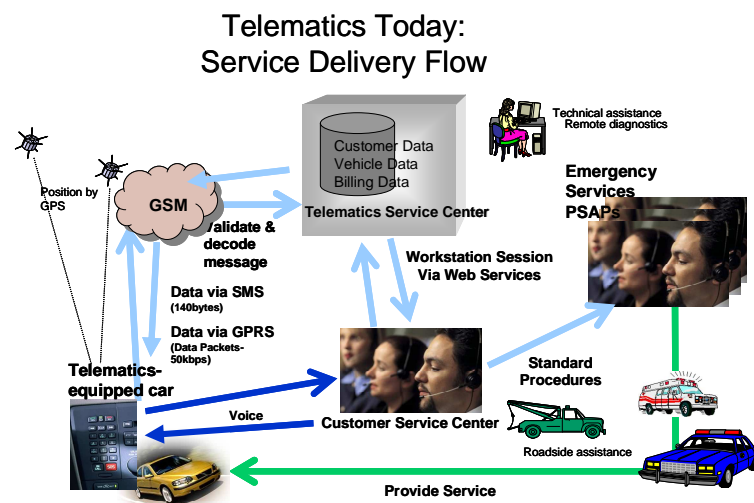 Telematics Today:
Service Delivery Flow
Technical assistance
Remote diagnostics
Customer Data
Vehicle Data
Billing Data
Telematics Service Center
Emergency
Services
PSAPs
Position by
GPS
GSM
Validate &
decode
message
Workstation Session
Via Web Services
Data via SMS
(140bytes)
Data via GPRS
(Data Packets-
50kbps)
Telematics-
equipped car
Standard
Procedures
Voice
Customer Service Center
Roadside assistance
Provide Service